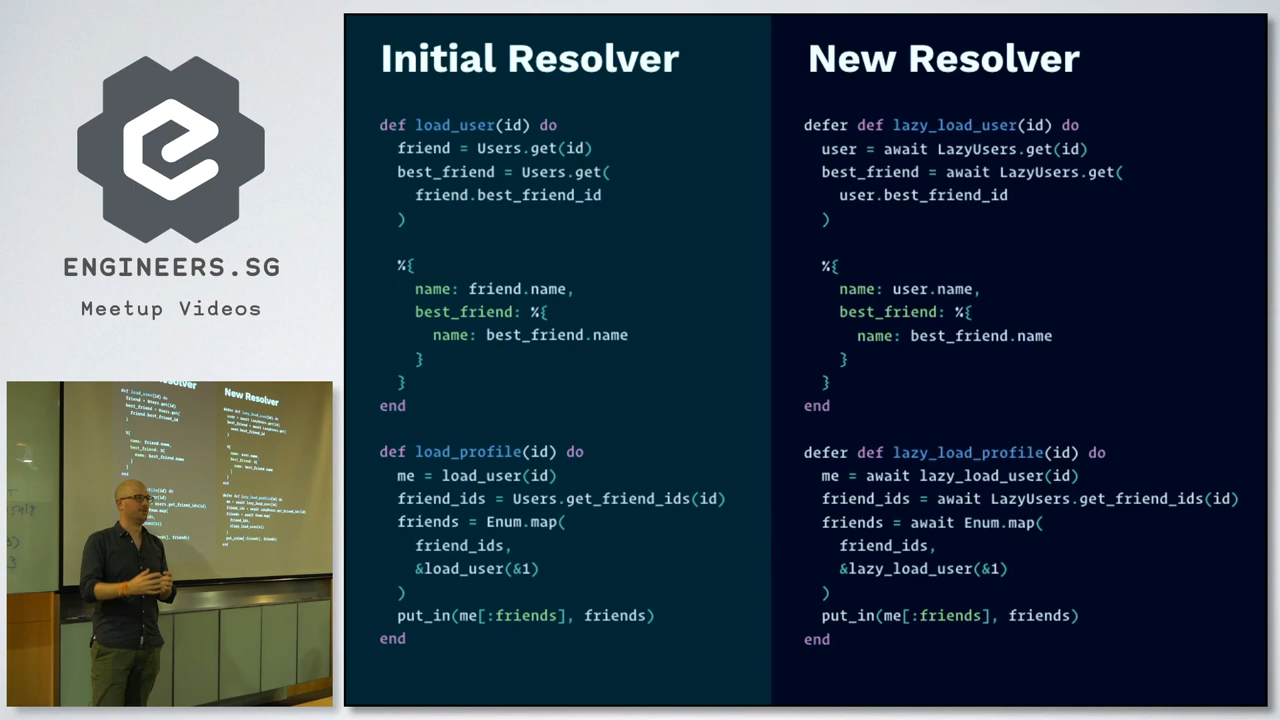 ENGINEERS.SG
Meetup Videos
Initial Resolver
def load_user(id) do
friend = Users.get(id)
best_friend = Users.get(
friend.best_friend_id
)
%{
name: friend.name,
best_friend: %{
name: best_friend.name
}
}
end
def load_profile(id) do
me = load_user(id)
friend_ids = Users.get_friend_ids(id)
friends = Enum.map(
friend_ids,
&load_user(&1)
)
put_in(me[:friends], friends)
end
New Resolver
defer def lazy_load_user(id) do
user = await LazyUsers.get(id)
best_friend = await LazyUsers.get(
user.best_friend_id
)
%{
name: user.name,
best_friend: %{
name: best_friend.name
}
}
end
defer def lazy_load_profile(id) do
me = await lazy_load_user(id)
friend_ids = await LazyUsers.get_friend_ids(id)
friends = await Enum.map(
friend_ids,
&lazy_load_user(&1)
)
put_in(me[:friends], friends)
end
New Resolver